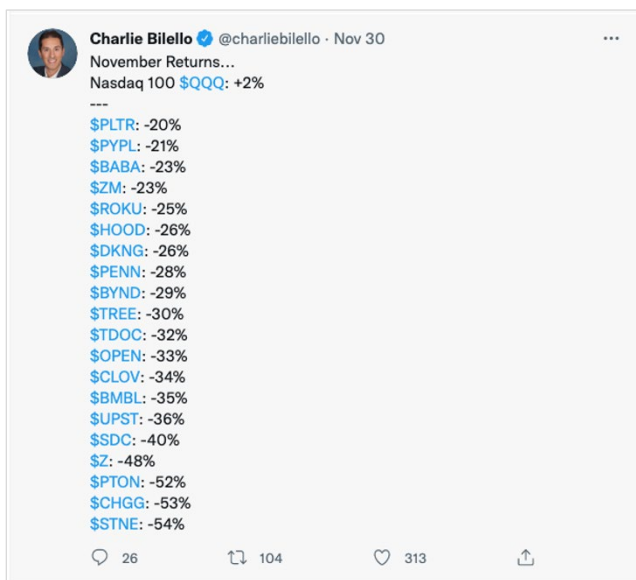 Charlie Bilello @charliebilello · Nov 30
November Returns...
Nasdaq 100 $QQQ: +2%
---
$PLTR: -20%
$PYPL: -21%
$BABA: -23%
$ZM: -23%
$ROKU: -25%
$HOOD: -26%
$DKNG: -26%
$PENN: -28%
$BYND: -29%
$TREE: -30%
$TDOC: -32%
$OPEN: -33%
$CLOV: -34%
$BMBL: -35%
$UPST: -36%
$SDC: -40%
$Z: -48%
$PTON: -52%
$CHGG: -53%
$STNE: -54%
26 104 313